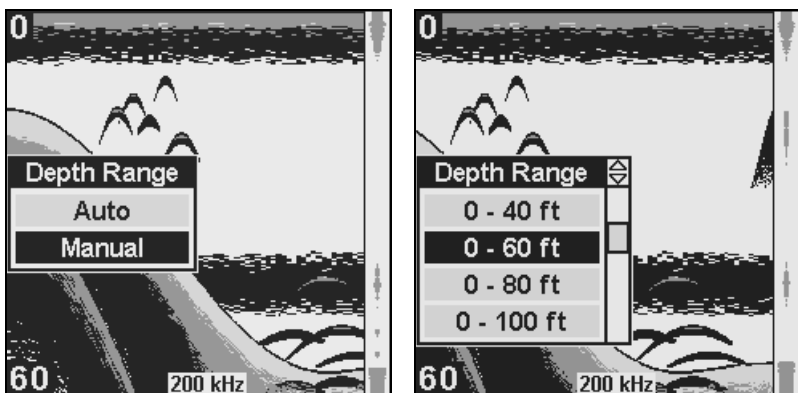 0
Depth Range
Auto
Manual
60
200 kHz
0
Depth Range
0 - 40 ft
0 - 60 ft
0 - 80 ft
0 - 100 ft
60
200 kHz